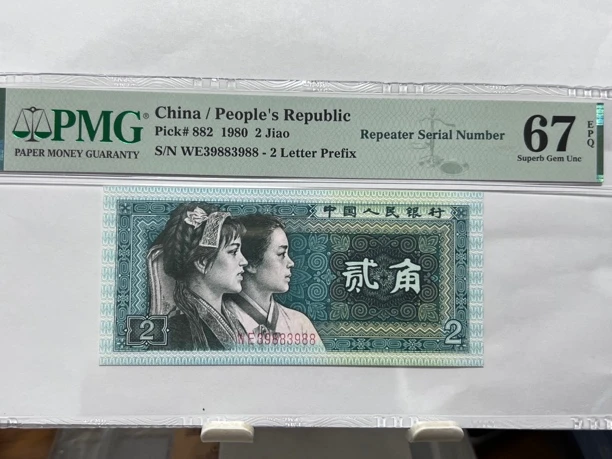 PMG
PAPER MONEY GUARANTY
China / People's Republic
Pick# 882 1980 2 Jiao
S/N WE39883988 - 2 Letter Prefix
Repeater Serial Number
67
EPQ
Superb Gem Unc
中国人民银行
贰角
2
WE39883988
2